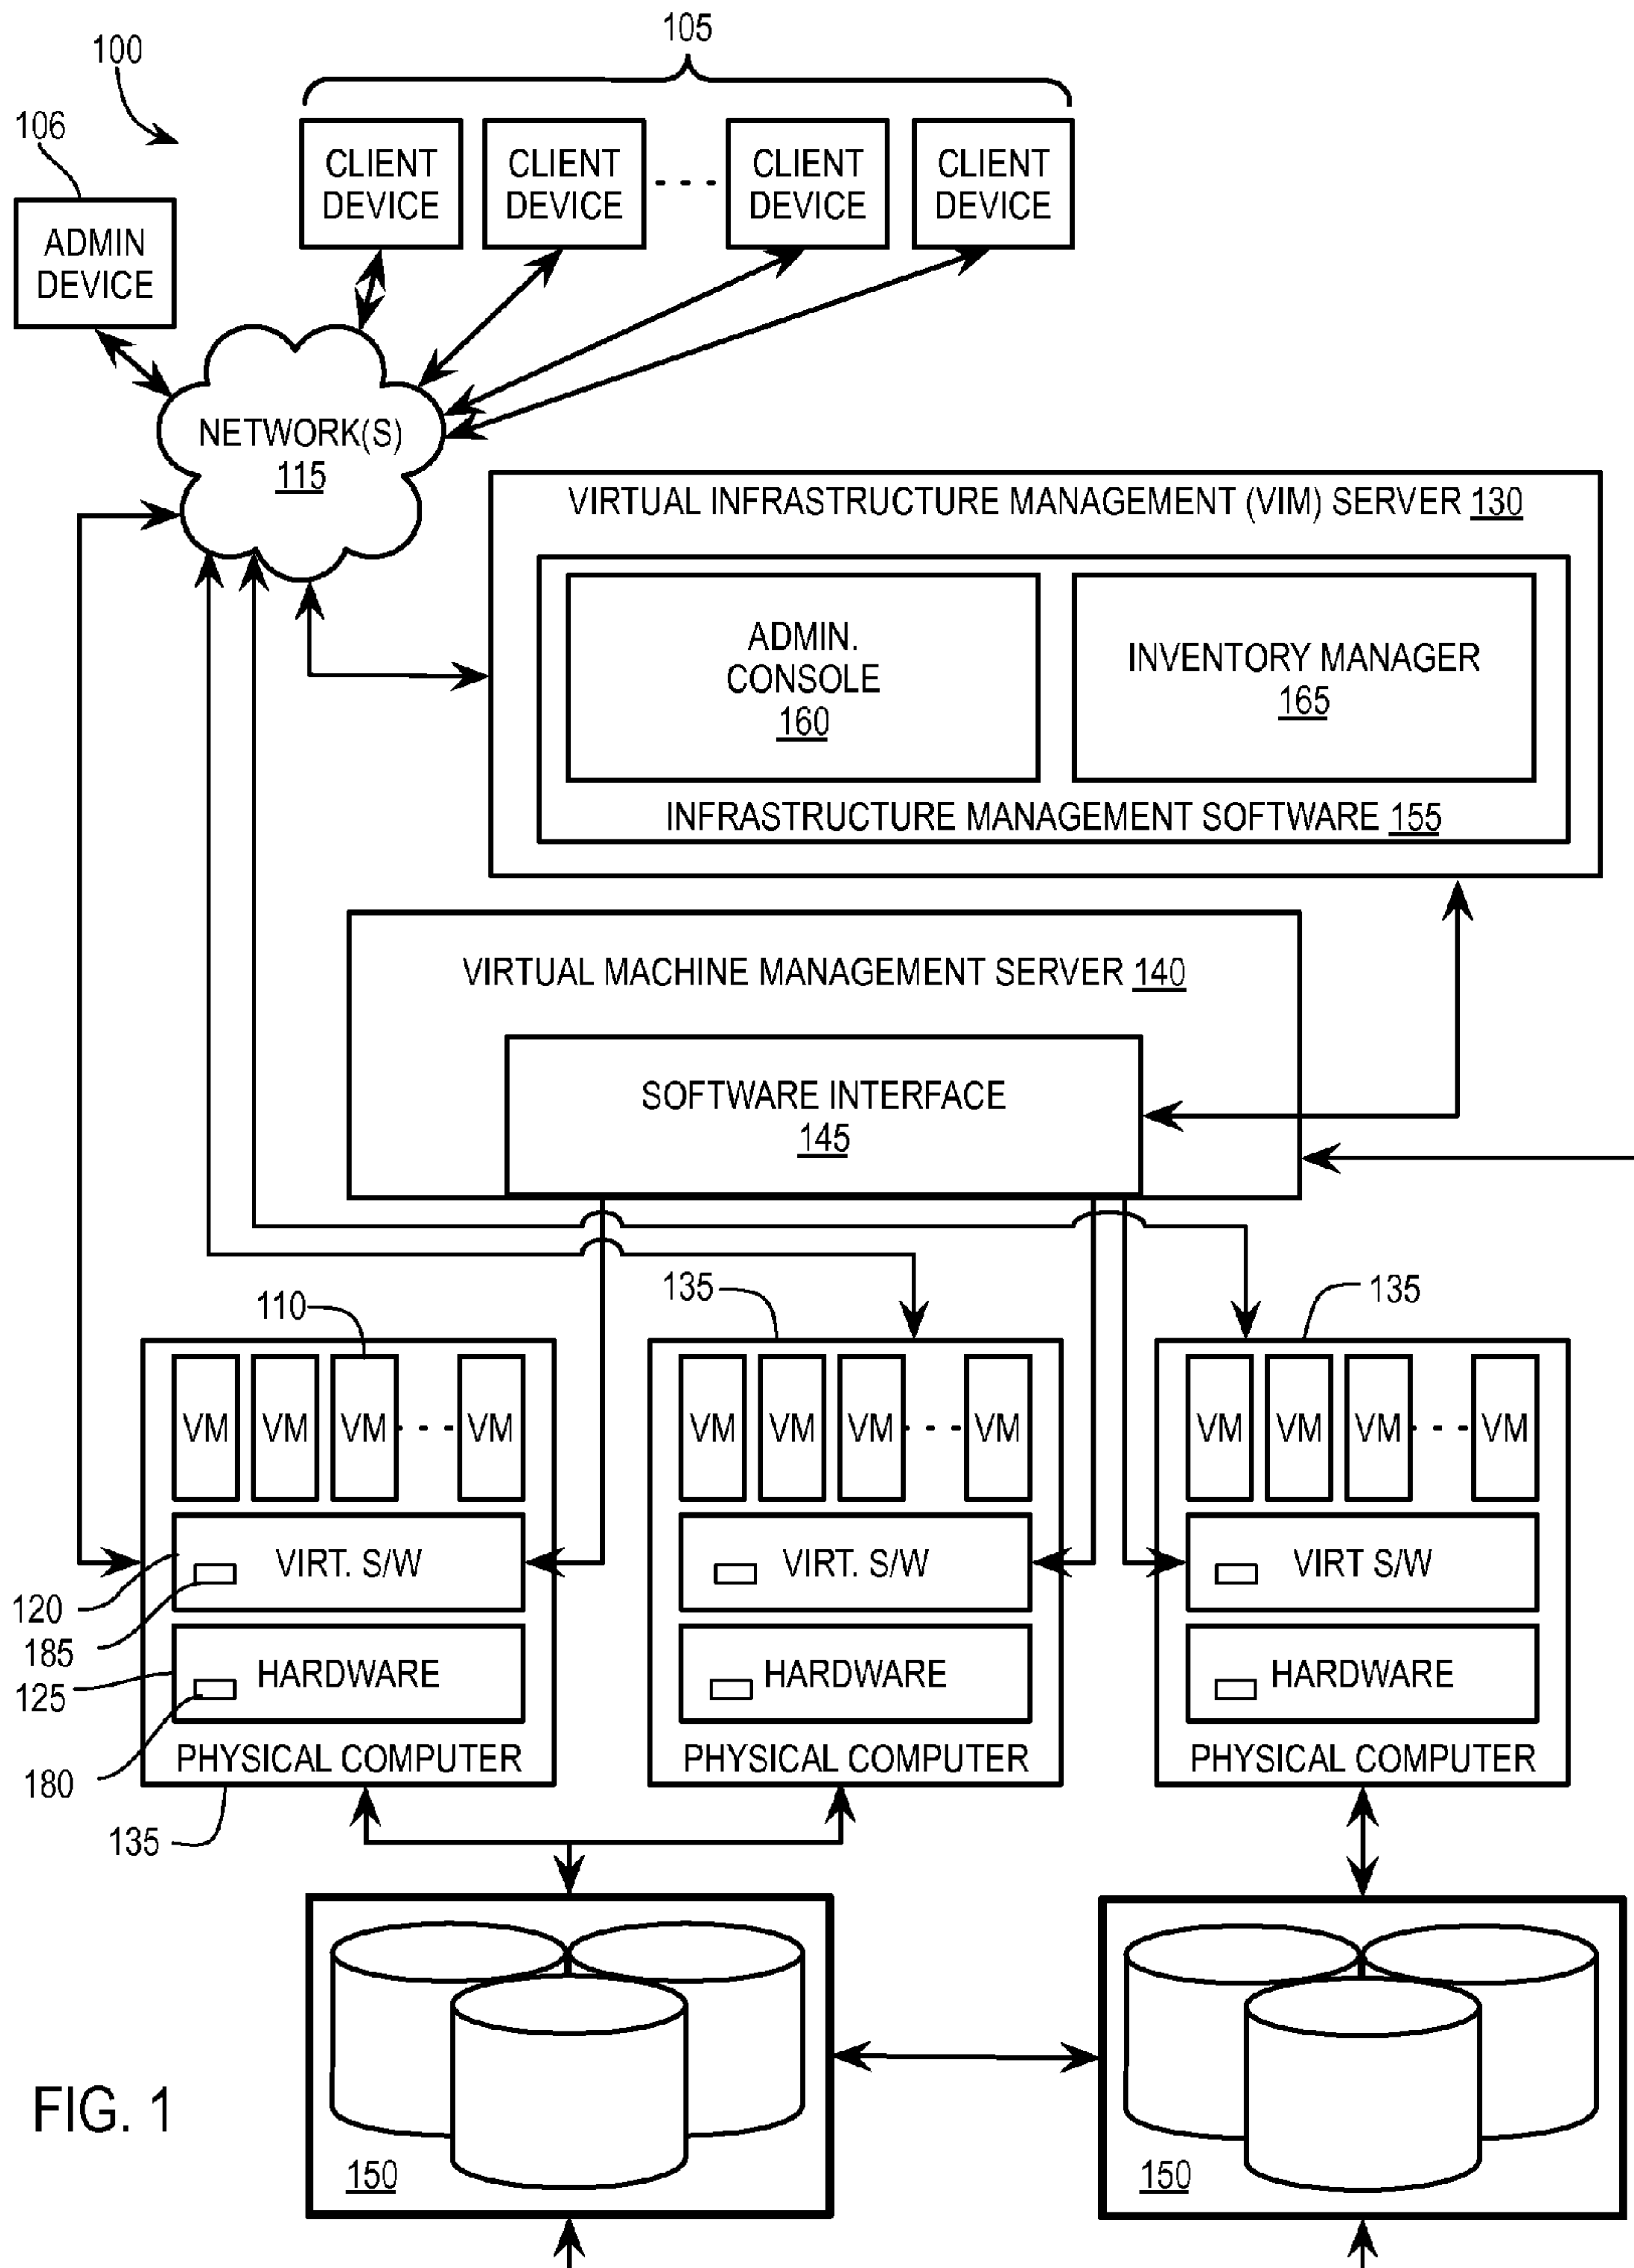 105
100
106
CLIENT DEVICE
CLIENT DEVICE
CLIENT DEVICE
CLIENT DEVICE
ADMIN
DEVICE
NETWORK(S)
115
VIRTUAL INFRASTRUCTURE MANAGEMENT (VIM) SERVER 130
ADMIN.
CONSOLE
160
INVENTORY MANAGER
165
INFRASTRUCTURE MANAGEMENT SOFTWARE 155
VIRTUAL MACHINE MANAGEMENT SERVER 140
SOFTWARE INTERFACE
145
110
135
135
VM VM VM VM
VM VM VM VM
VM VM VM VM
VIRT. S/W
VIRT. S/W
VIRT S/W
120
185
HARDWARE
HARDWARE
HARDWARE
125
PHYSICAL COMPUTER
PHYSICAL COMPUTER
PHYSICAL COMPUTER
180
135
FIG. 1
150
150